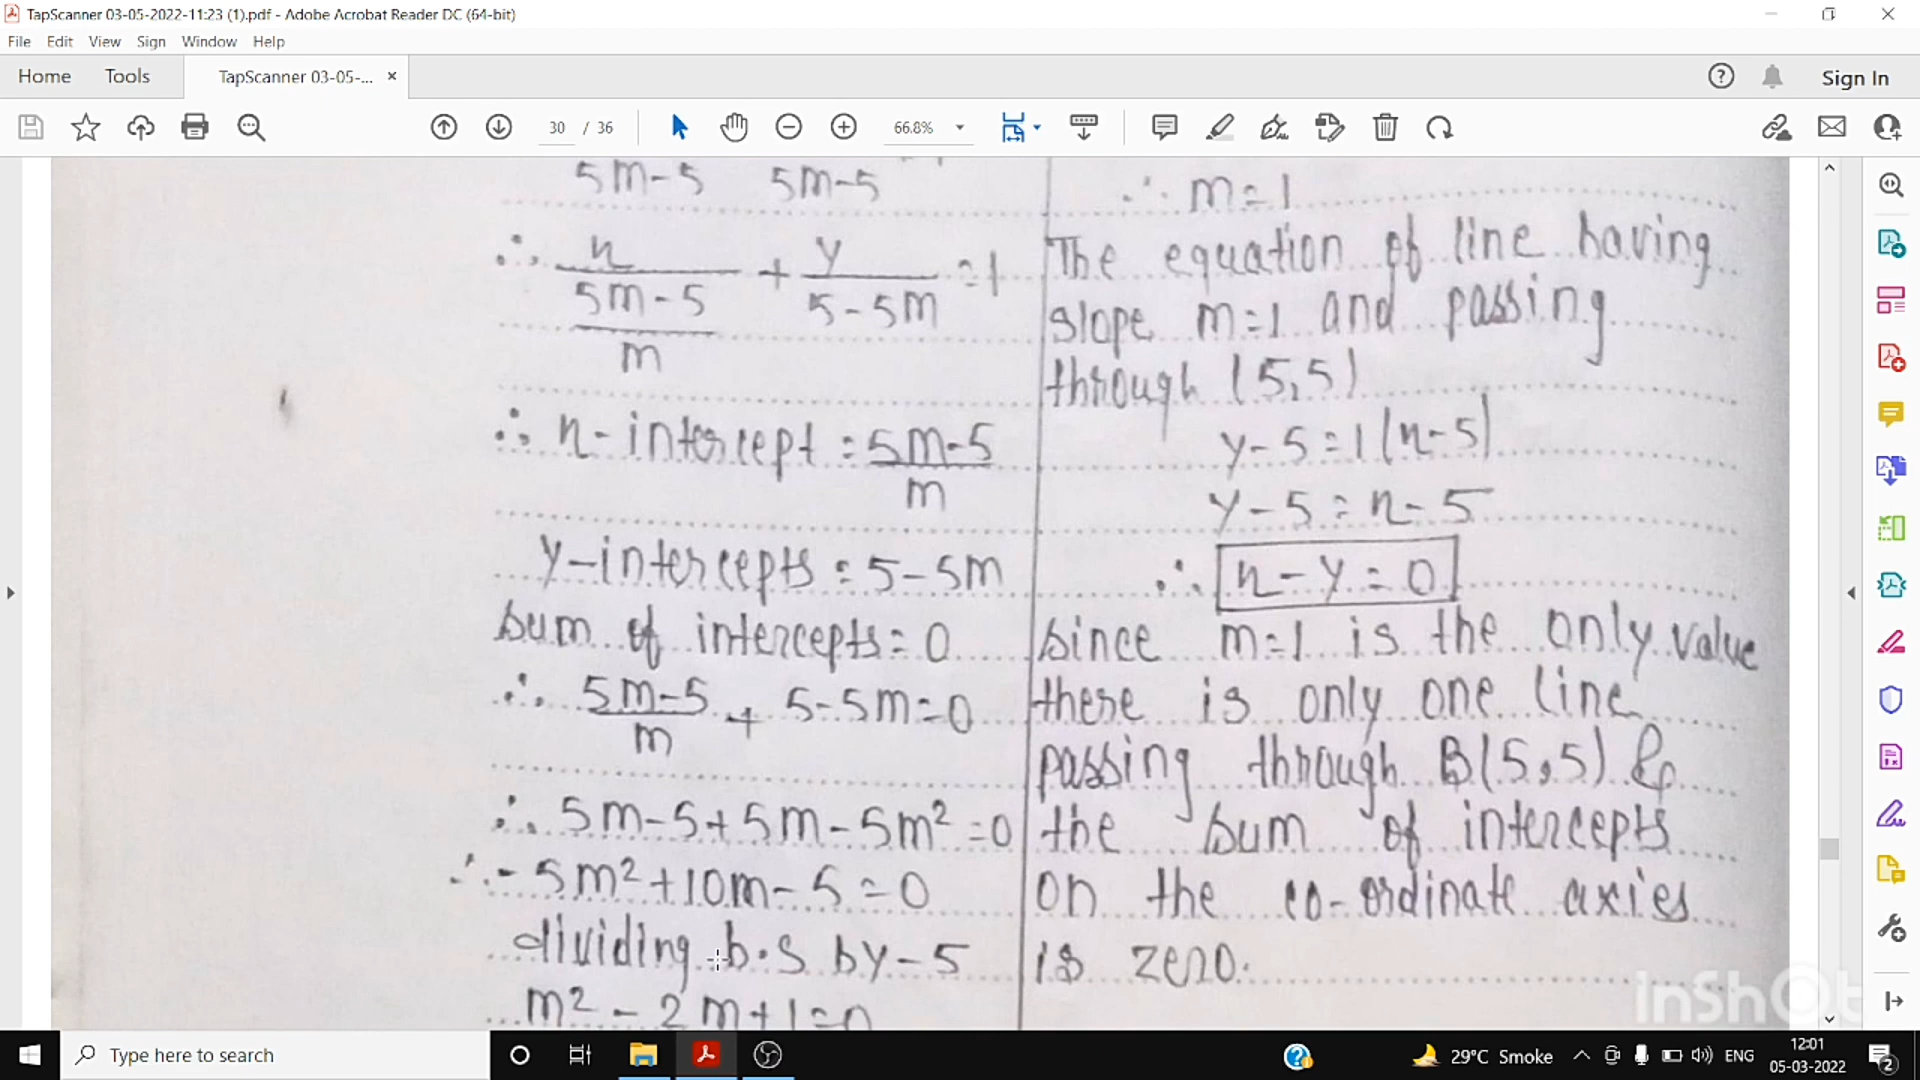 TapScanner 03-05-2022-11:23 (1).pdf - Adobe Acrobat Reader DC (64-bit)
File Edit View Sign Window Help
Home Tools TapScanner 03-05-... × Sign In
30 / 36 66.8%
5m-5 5m-5
∴ x/((5m-5)/m) + y/(5-5m) = 1
∴ x-intercept = (5m-5)/m
y-intercepts = 5-5m
sum of intercepts = 0
∴ (5m-5)/m + 5-5m=0
∴ 5m-5+5m-5m²=0
∴ -5m²+10m-5=0
dividing b.s by -5
m²-2m+1=0
∴ m=1
The equation of line having
slope m=1 and passing
through (5,5)
y-5=1(x-5)
y-5=x-5
∴ x-y=0
since m=1 is the only value
there is only one line
passing through B(5,5) &
the sum of intercepts
on the co-ordinate axies
is zero.
InShOt
Type here to search
29°C Smoke ENG 12:01
05-03-2022
2